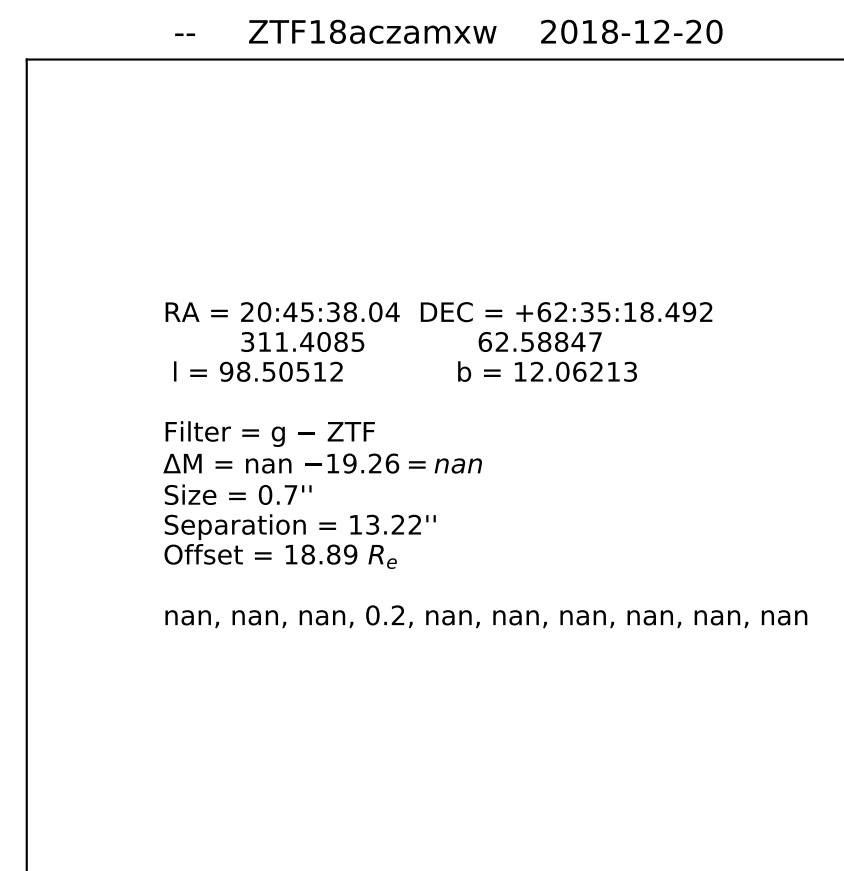 -- ZTF18aczamxw 2018-12-20
RA = 20:45:38.04 DEC = +62:35:18.492
311.4085 62.58847
l = 98.50512 b = 12.06213
Filter = g − ZTF
ΔM = nan −19.26 = nan
Size = 0.7''
Separation = 13.22''
Offset = 18.89 Re
nan, nan, nan, 0.2, nan, nan, nan, nan, nan, nan